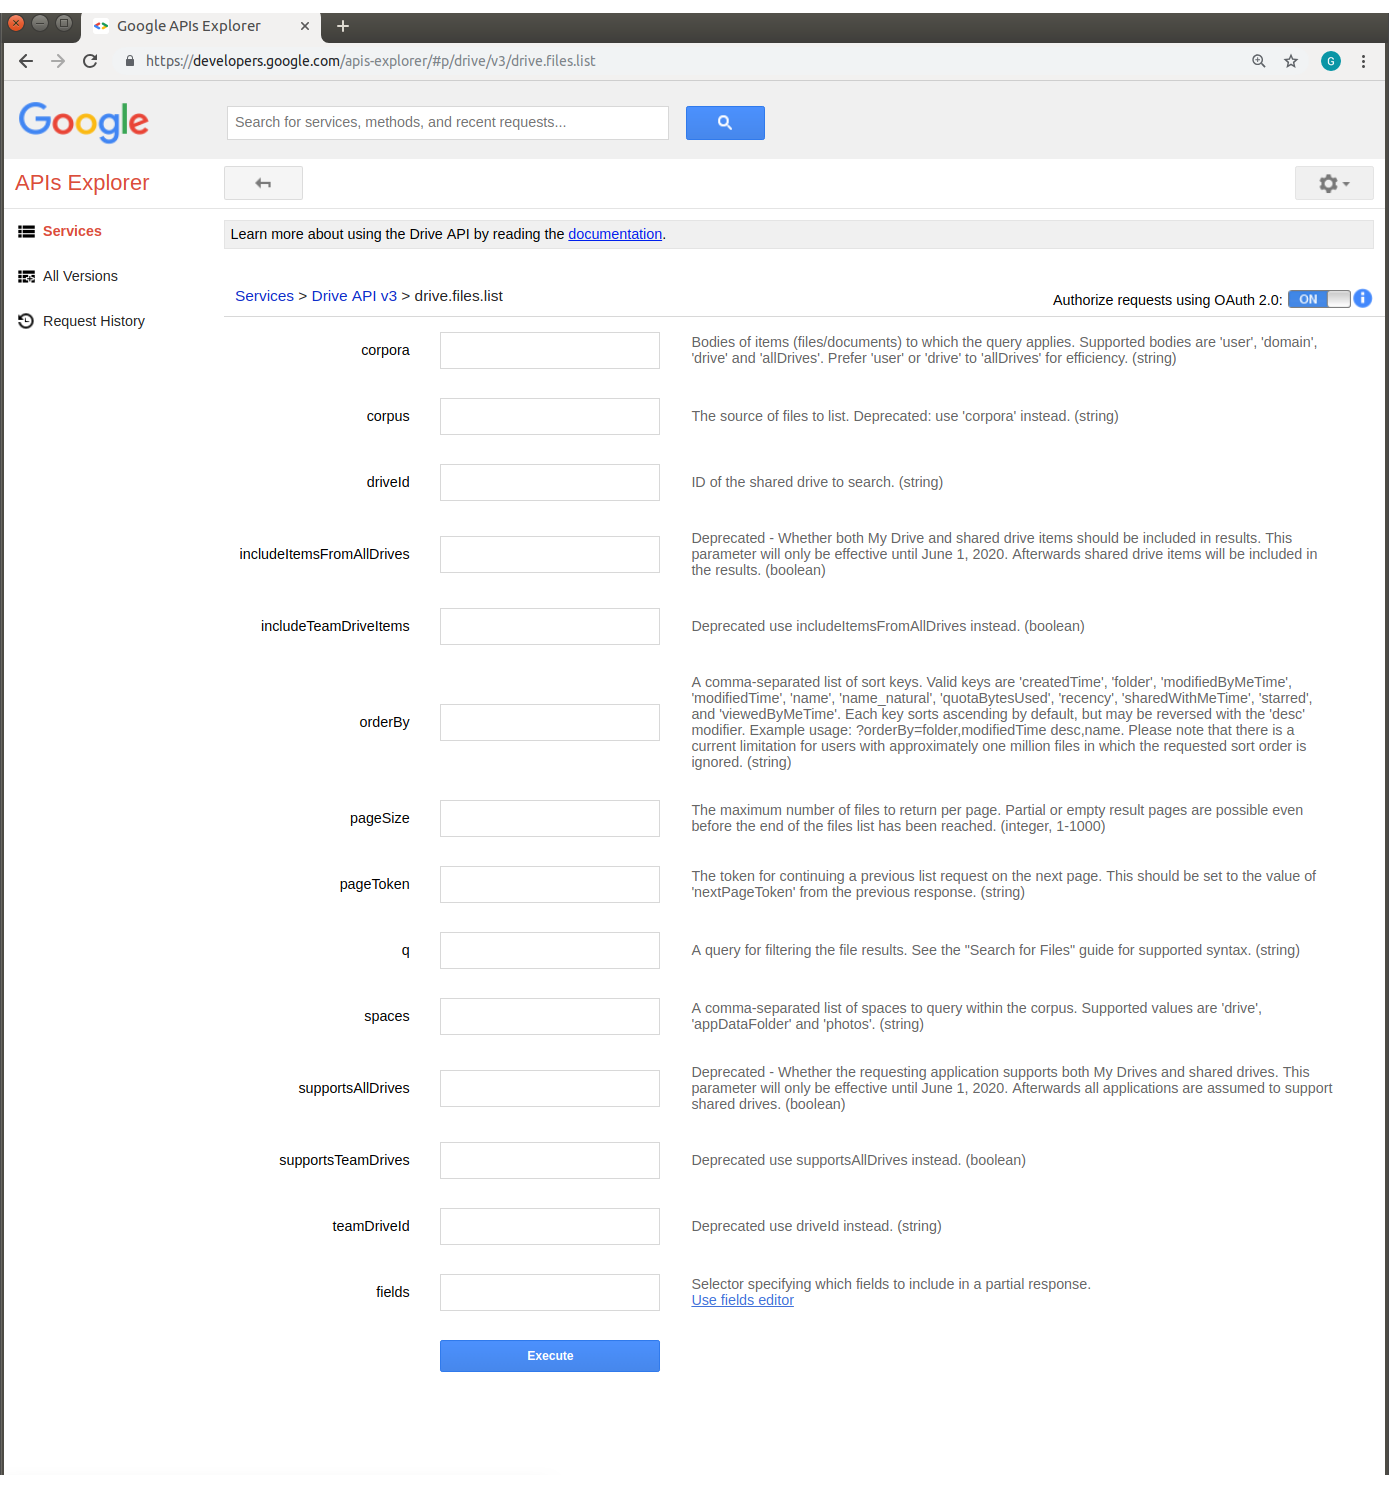 Google APIs Explorer
https://developers.google.com/apis-explorer/#p/drive/v3/drive.files.list
G
Google
Search for services, methods, and recent requests...
APIs Explorer
Services
All Versions
Request History
Learn more about using the Drive API by reading the documentation.
Services > Drive API v3 > drive.files.list
Authorize requests using OAuth 2.0:
ON
i
corpora
Bodies of items (files/documents) to which the query applies. Supported bodies are 'user', 'domain',
'drive' and 'allDrives'. Prefer 'user' or 'drive' to 'allDrives' for efficiency. (string)
corpus
The source of files to list. Deprecated: use 'corpora' instead. (string)
driveId
ID of the shared drive to search. (string)
includeItemsFromAllDrives
Deprecated - Whether both My Drive and shared drive items should be included in results. This
parameter will only be effective until June 1, 2020. Afterwards shared drive items will be included in
the results. (boolean)
includeTeamDriveItems
Deprecated use includeItemsFromAllDrives instead. (boolean)
orderBy
A comma-separated list of sort keys. Valid keys are 'createdTime', 'folder', 'modifiedByMeTime',
'modifiedTime', 'name', 'name_natural', 'quotaBytesUsed', 'recency', 'sharedWithMeTime', 'starred',
and 'viewedByMeTime'. Each key sorts ascending by default, but may be reversed with the 'desc'
modifier. Example usage: ?orderBy=folder,modifiedTime desc,name. Please note that there is a
current limitation for users with approximately one million files in which the requested sort order is
ignored. (string)
pageSize
The maximum number of files to return per page. Partial or empty result pages are possible even
before the end of the files list has been reached. (integer, 1-1000)
pageToken
The token for continuing a previous list request on the next page. This should be set to the value of
'nextPageToken' from the previous response. (string)
q
A query for filtering the file results. See the "Search for Files" guide for supported syntax. (string)
spaces
A comma-separated list of spaces to query within the corpus. Supported values are 'drive',
'appDataFolder' and 'photos'. (string)
supportsAllDrives
Deprecated - Whether the requesting application supports both My Drives and shared drives. This
parameter will only be effective until June 1, 2020. Afterwards all applications are assumed to support
shared drives. (boolean)
supportsTeamDrives
Deprecated use supportsAllDrives instead. (boolean)
teamDriveId
Deprecated use driveId instead. (string)
fields
Selector specifying which fields to include in a partial response.
Use fields editor
Execute